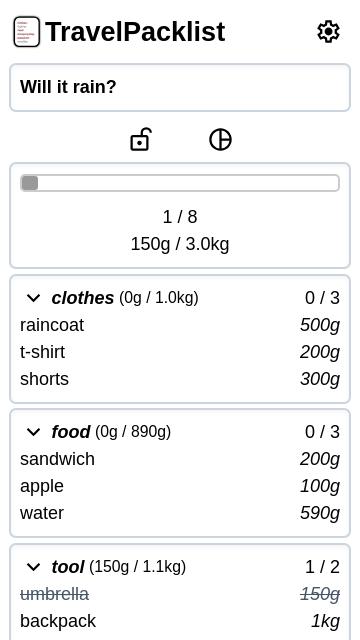 TravelPacklist
Will it rain?
1 / 8
150g / 3.0kg
clothes (0g / 1.0kg) 0 / 3
raincoat 500g
t-shirt 200g
shorts 300g
food (0g / 890g) 0 / 3
sandwich 200g
apple 100g
water 590g
tool (150g / 1.1kg) 1 / 2
umbrella 150g
backpack 1kg